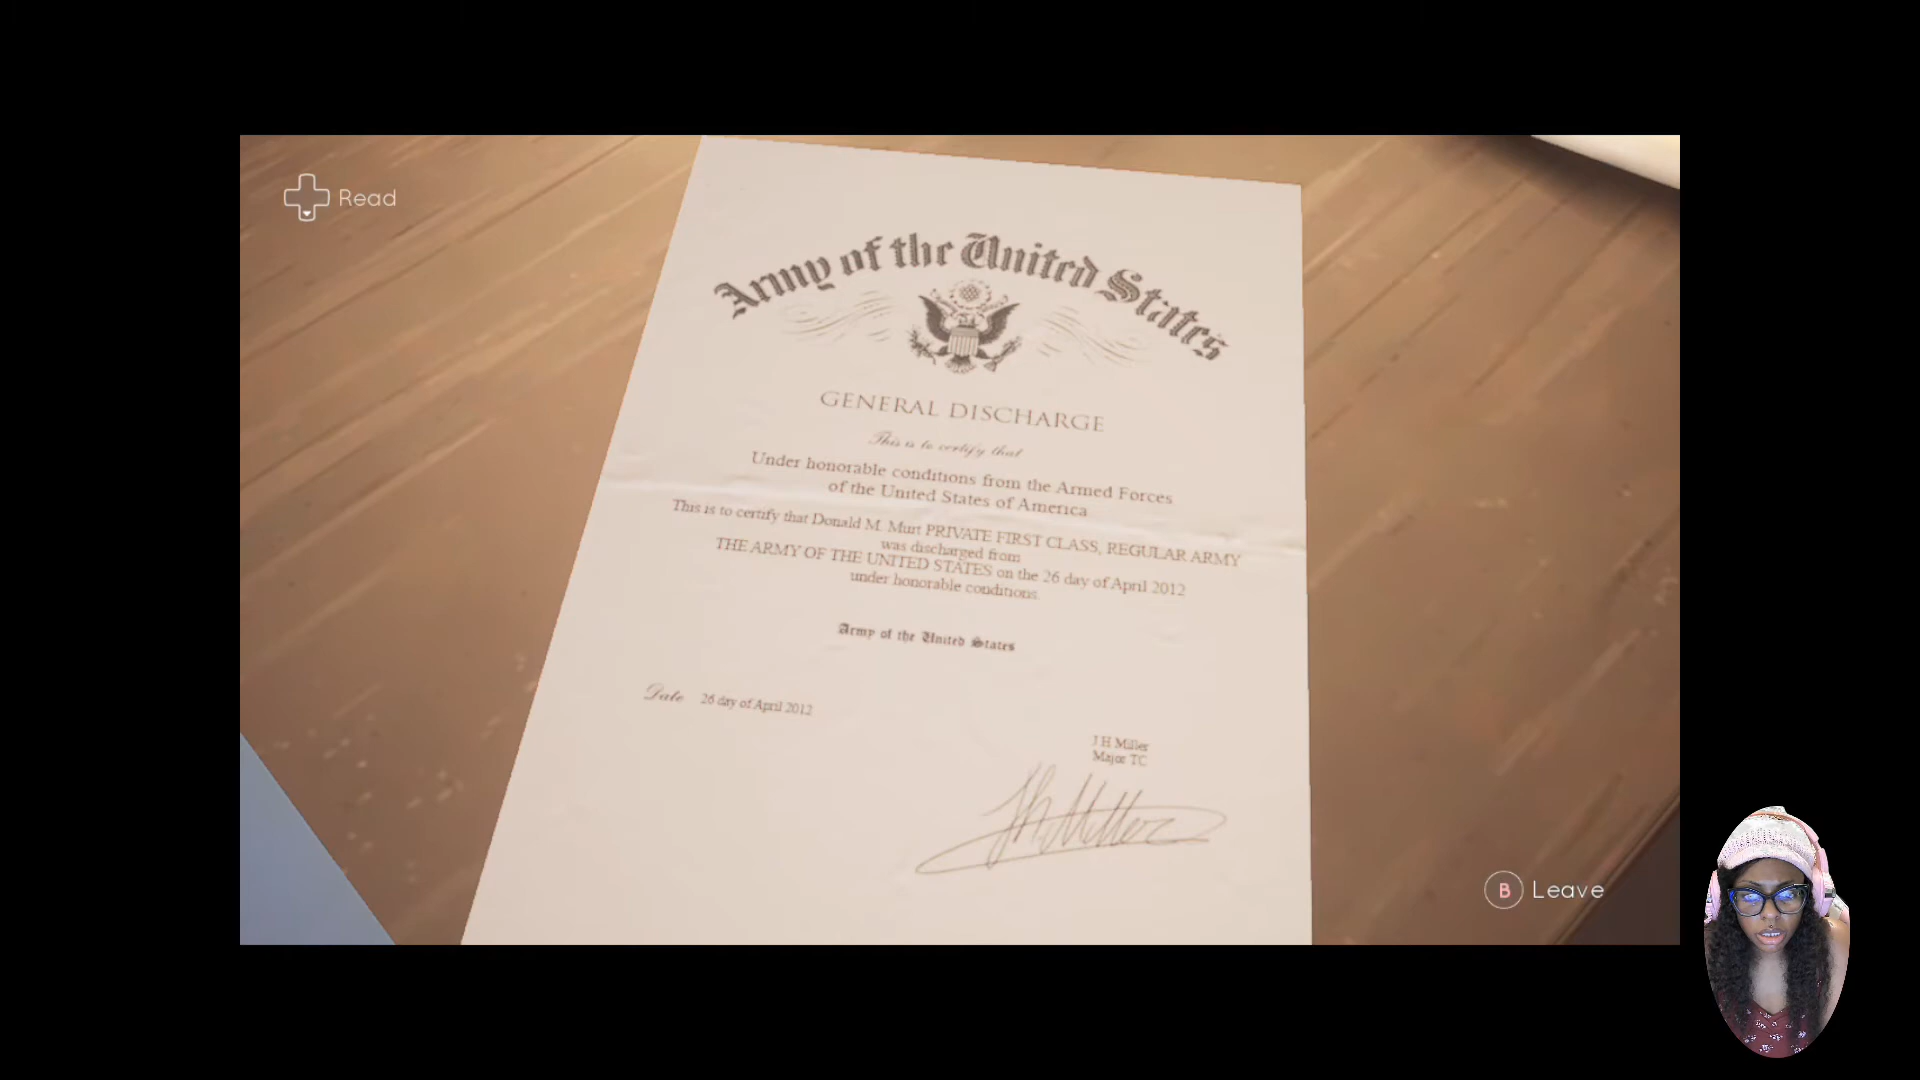 Read
Army of the United States
GENERAL DISCHARGE
This is to certify that
Under honorable conditions from the Armed Forces
of the United States of America
This is to certify that Donald M. Murt PRIVATE FIRST CLASS, REGULAR ARMY
was discharged from
THE ARMY OF THE UNITED STATES on the 26 day of April 2012
under honorable conditions.
Army of the United States
Date 26 day of April 2012
J H Miller
Major TC
JH Miller
B Leave